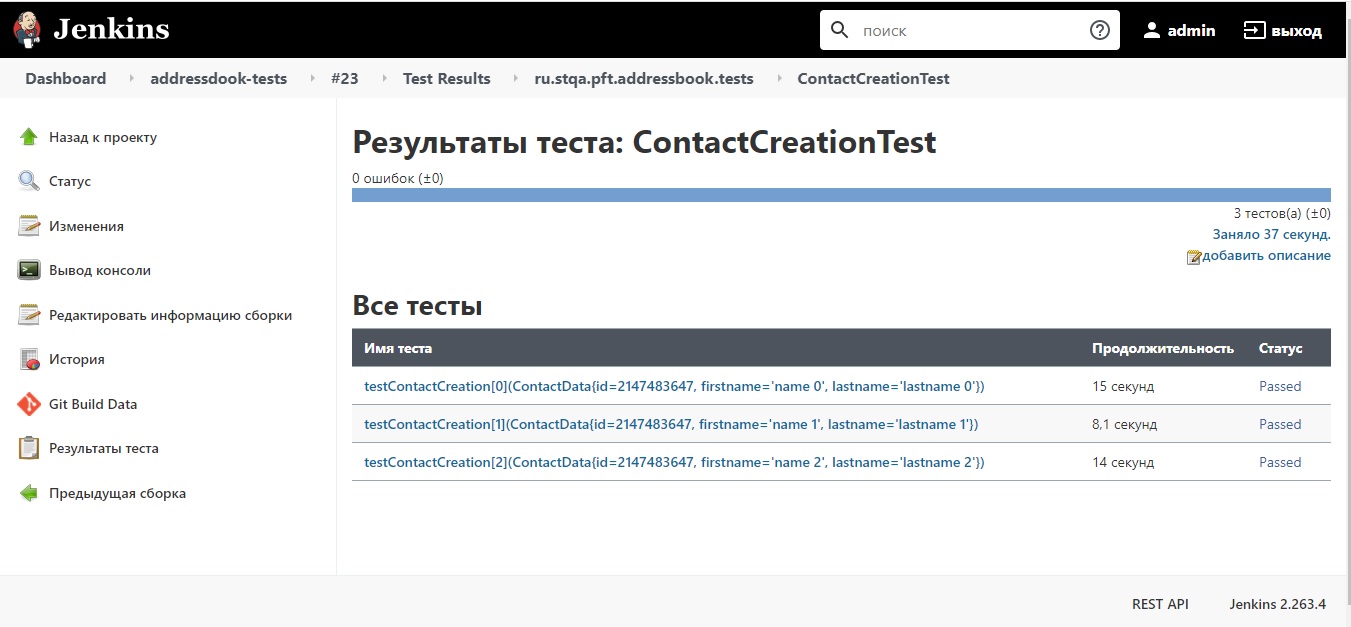 Jenkins
поиск
admin
выход
Dashboard addressdook-tests #23 Test Results ru.stqa.pft.addressbook.tests ContactCreationTest
Назад к проекту
Статус
Изменения
Вывод консоли
Редактировать информацию сборки
История
Git Build Data
Результаты теста
Предыдущая сборка
Результаты теста: ContactCreationTest
0 ошибок (±0)
3 тестов(а) (±0)
Заняло 37 секунд.
добавить описание
Все тесты
Имя теста Продолжительность Статус
testContactCreation[0](ContactData{id=2147483647, firstname='name 0', lastname='lastname 0'}) 15 секунд Passed
testContactCreation[1](ContactData{id=2147483647, firstname='name 1', lastname='lastname 1'}) 8,1 секунд Passed
testContactCreation[2](ContactData{id=2147483647, firstname='name 2', lastname='lastname 2'}) 14 секунд Passed
REST API Jenkins 2.263.4